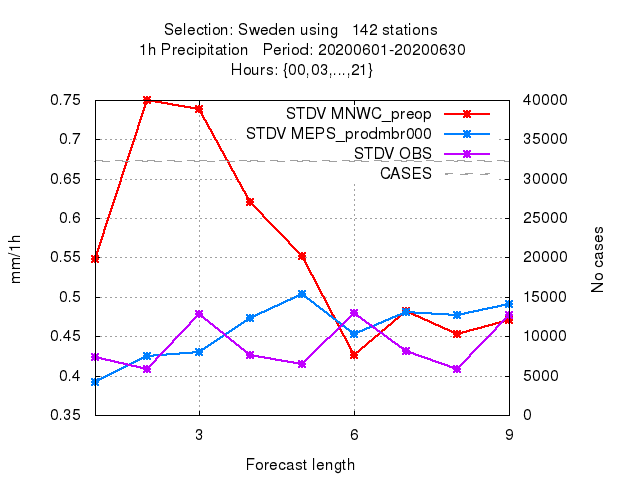 Selection: Sweden using   142 stations
1h Precipitation   Period: 20200601-20200630
Hours: {00,03,...,21}
STDV MNWC_preop
STDV MEPS_prodmbr000
STDV OBS
CASES
0.75
0.7
0.65
0.6
0.55
0.5
0.45
0.4
0.35
40000
35000
30000
25000
20000
15000
10000
5000
0
mm/1h
No cases
3
6
9
Forecast length